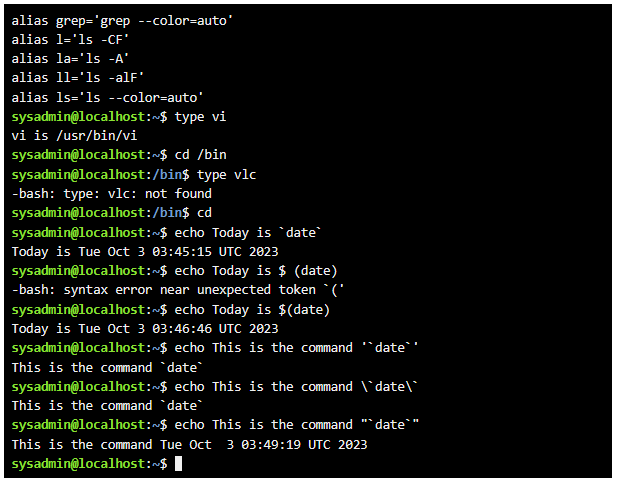 alias grep='grep --color=auto'
alias l='ls -CF'
alias la='ls -A'
alias ll='ls -alF'
alias ls='ls --color=auto'
sysadmin@localhost:~$ type vi
vi is /usr/bin/vi
sysadmin@localhost:~$ cd /bin
sysadmin@localhost:/bin$ type vlc
-bash: type: vlc: not found
sysadmin@localhost:/bin$ cd
sysadmin@localhost:~$ echo Today is `date`
Today is Tue Oct 3 03:45:15 UTC 2023
sysadmin@localhost:~$ echo Today is $ (date)
-bash: syntax error near unexpected token `('
sysadmin@localhost:~$ echo Today is $(date)
Today is Tue Oct 3 03:46:46 UTC 2023
sysadmin@localhost:~$ echo This is the command '`date`'
This is the command `date`
sysadmin@localhost:~$ echo This is the command \`date\`
This is the command `date`
sysadmin@localhost:~$ echo This is the command "`date`"
This is the command Tue Oct  3 03:49:19 UTC 2023
sysadmin@localhost:~$